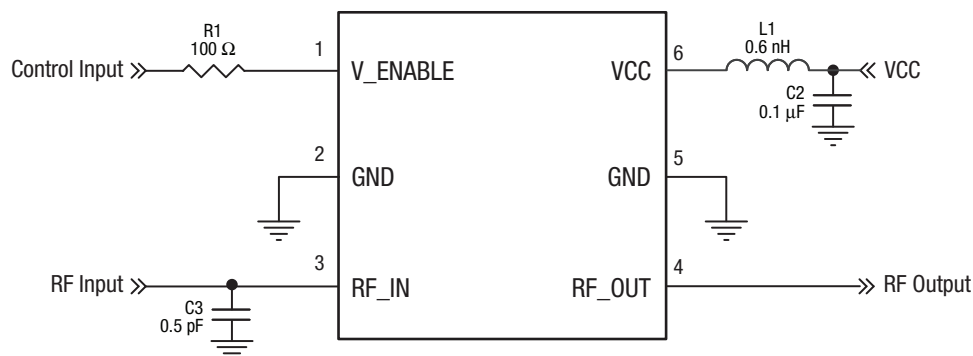 R1
100 Ω
Control Input
1
V_ENABLE
VCC
6
L1
0.6 nH
VCC
C2
0.1 µF
2
GND
GND
5
RF Input
3
RF_IN
C3
0.5 pF
RF_OUT
4
RF Output